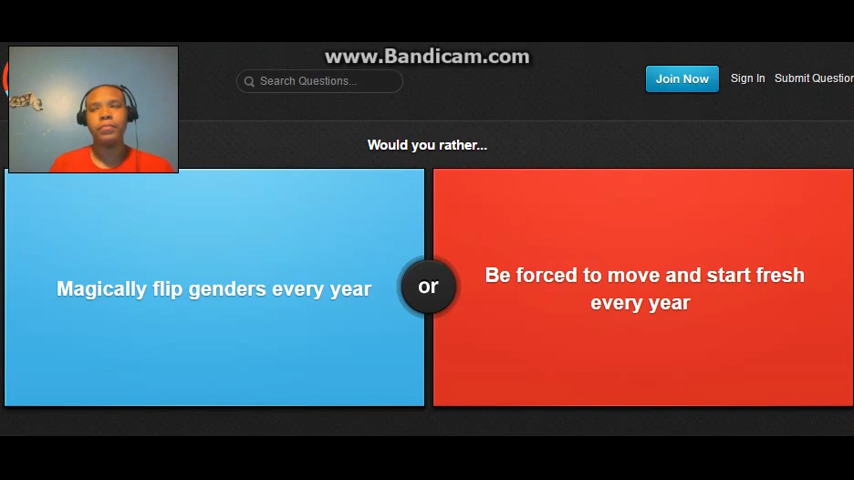 www.Bandicam.com
Search Questions...
Join Now
Sign In
Submit Question
Would you rather...
Magically flip genders every year
or
Be forced to move and start fresh
every year